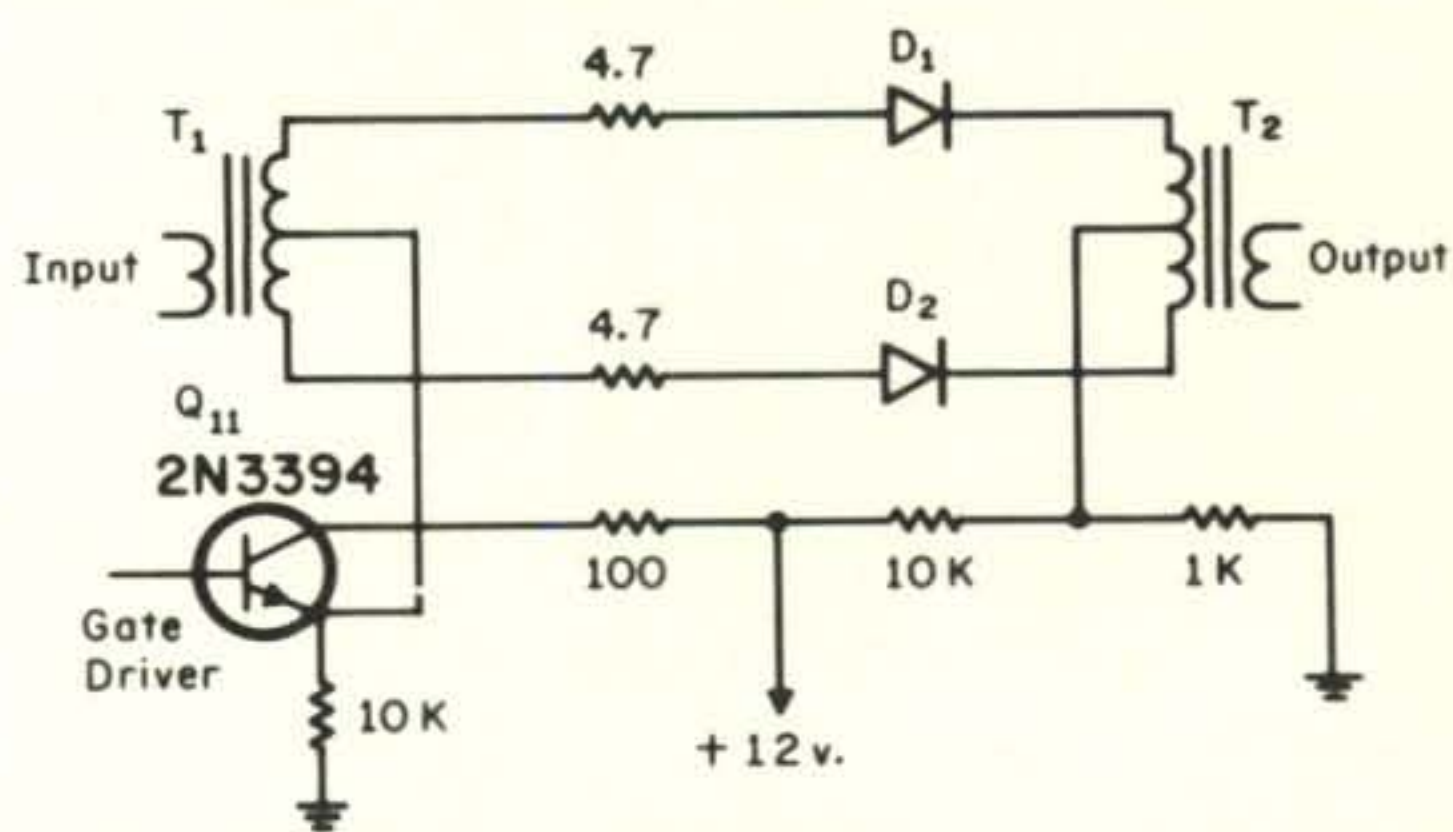 4.7
D1
T1
T2
Input
Output
4.7
D2
Q11
2N3394
100
10K
1K
Gate
Driver
10K
+12v.